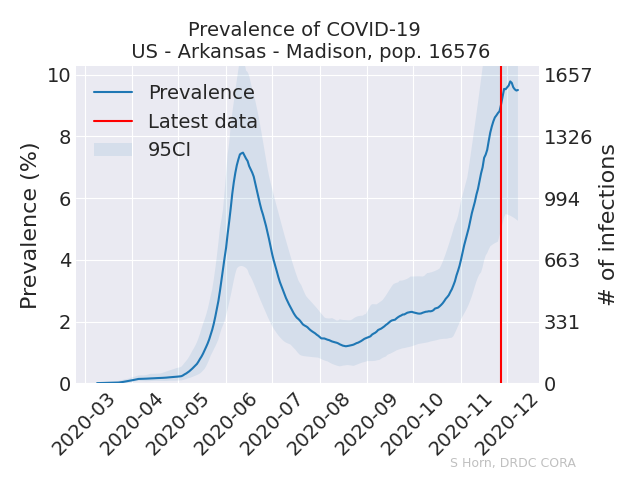 Prevalence of COVID-19
US - Arkansas - Madison, pop. 16576
Prevalence (%)
10
8
6
4
2
0
Prevalence
Latest data
95CI
1657
1326
994
663
331
0
# of infections
2020-03
2020-04
2020-05
2020-06
2020-07
2020-08
2020-09
2020-10
2020-11
2020-12
S Horn, DRDC CORA